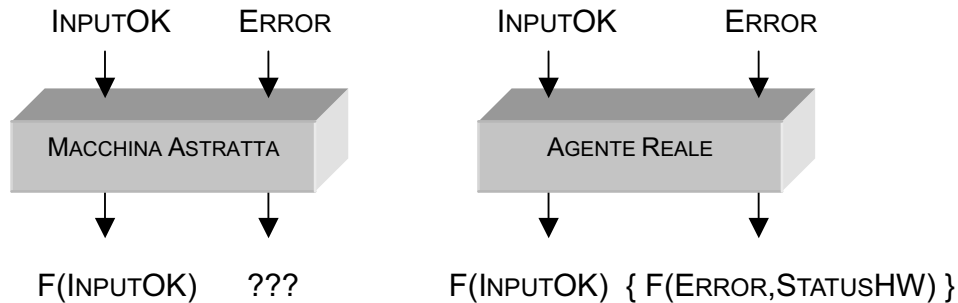 INPUTOK ERROR INPUTOK ERROR
MACCHINA ASTRATTA AGENTE REALE
F(INPUTOK) ??? F(INPUTOK) { F(ERROR,STATUSHW) }